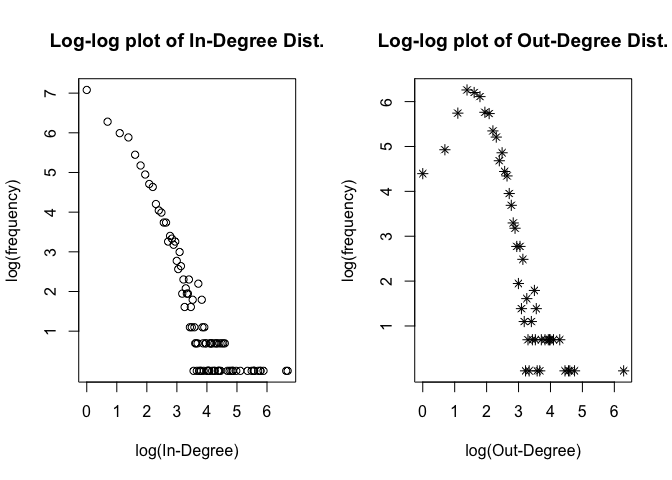 Log-log plot of In-Degree Dist.
log(frequency)
7
6
5
4
3
2
1
0 1 2 3 4 5 6
log(In-Degree)
Log-log plot of Out-Degree Dist.
log(frequency)
6
5
4
3
2
1
0 1 2 3 4 5 6
log(Out-Degree)